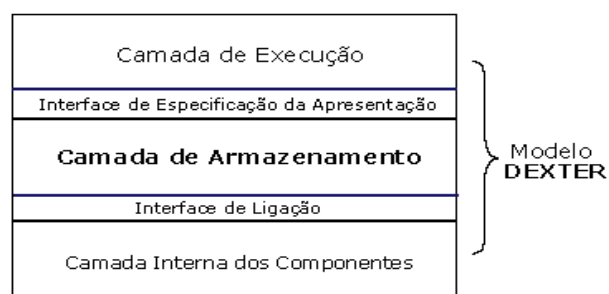 Camada de Execução
Interface de Especificação da Apresentação
Camada de Armazenamento
Interface de Ligação
Camada Interna dos Componentes
Modelo
DEXTER